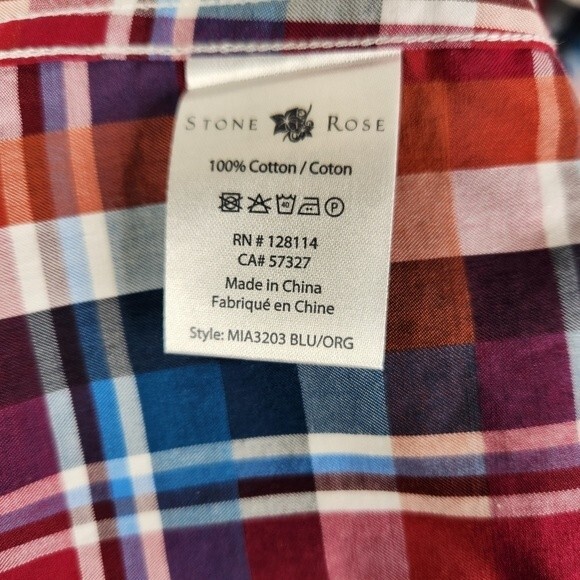 STONE ROSE
100% Cotton / Coton
40 P
RN # 128114
CA# 57327
Made in China
Fabriqué en Chine
Style: MIA3203 BLU/ORG